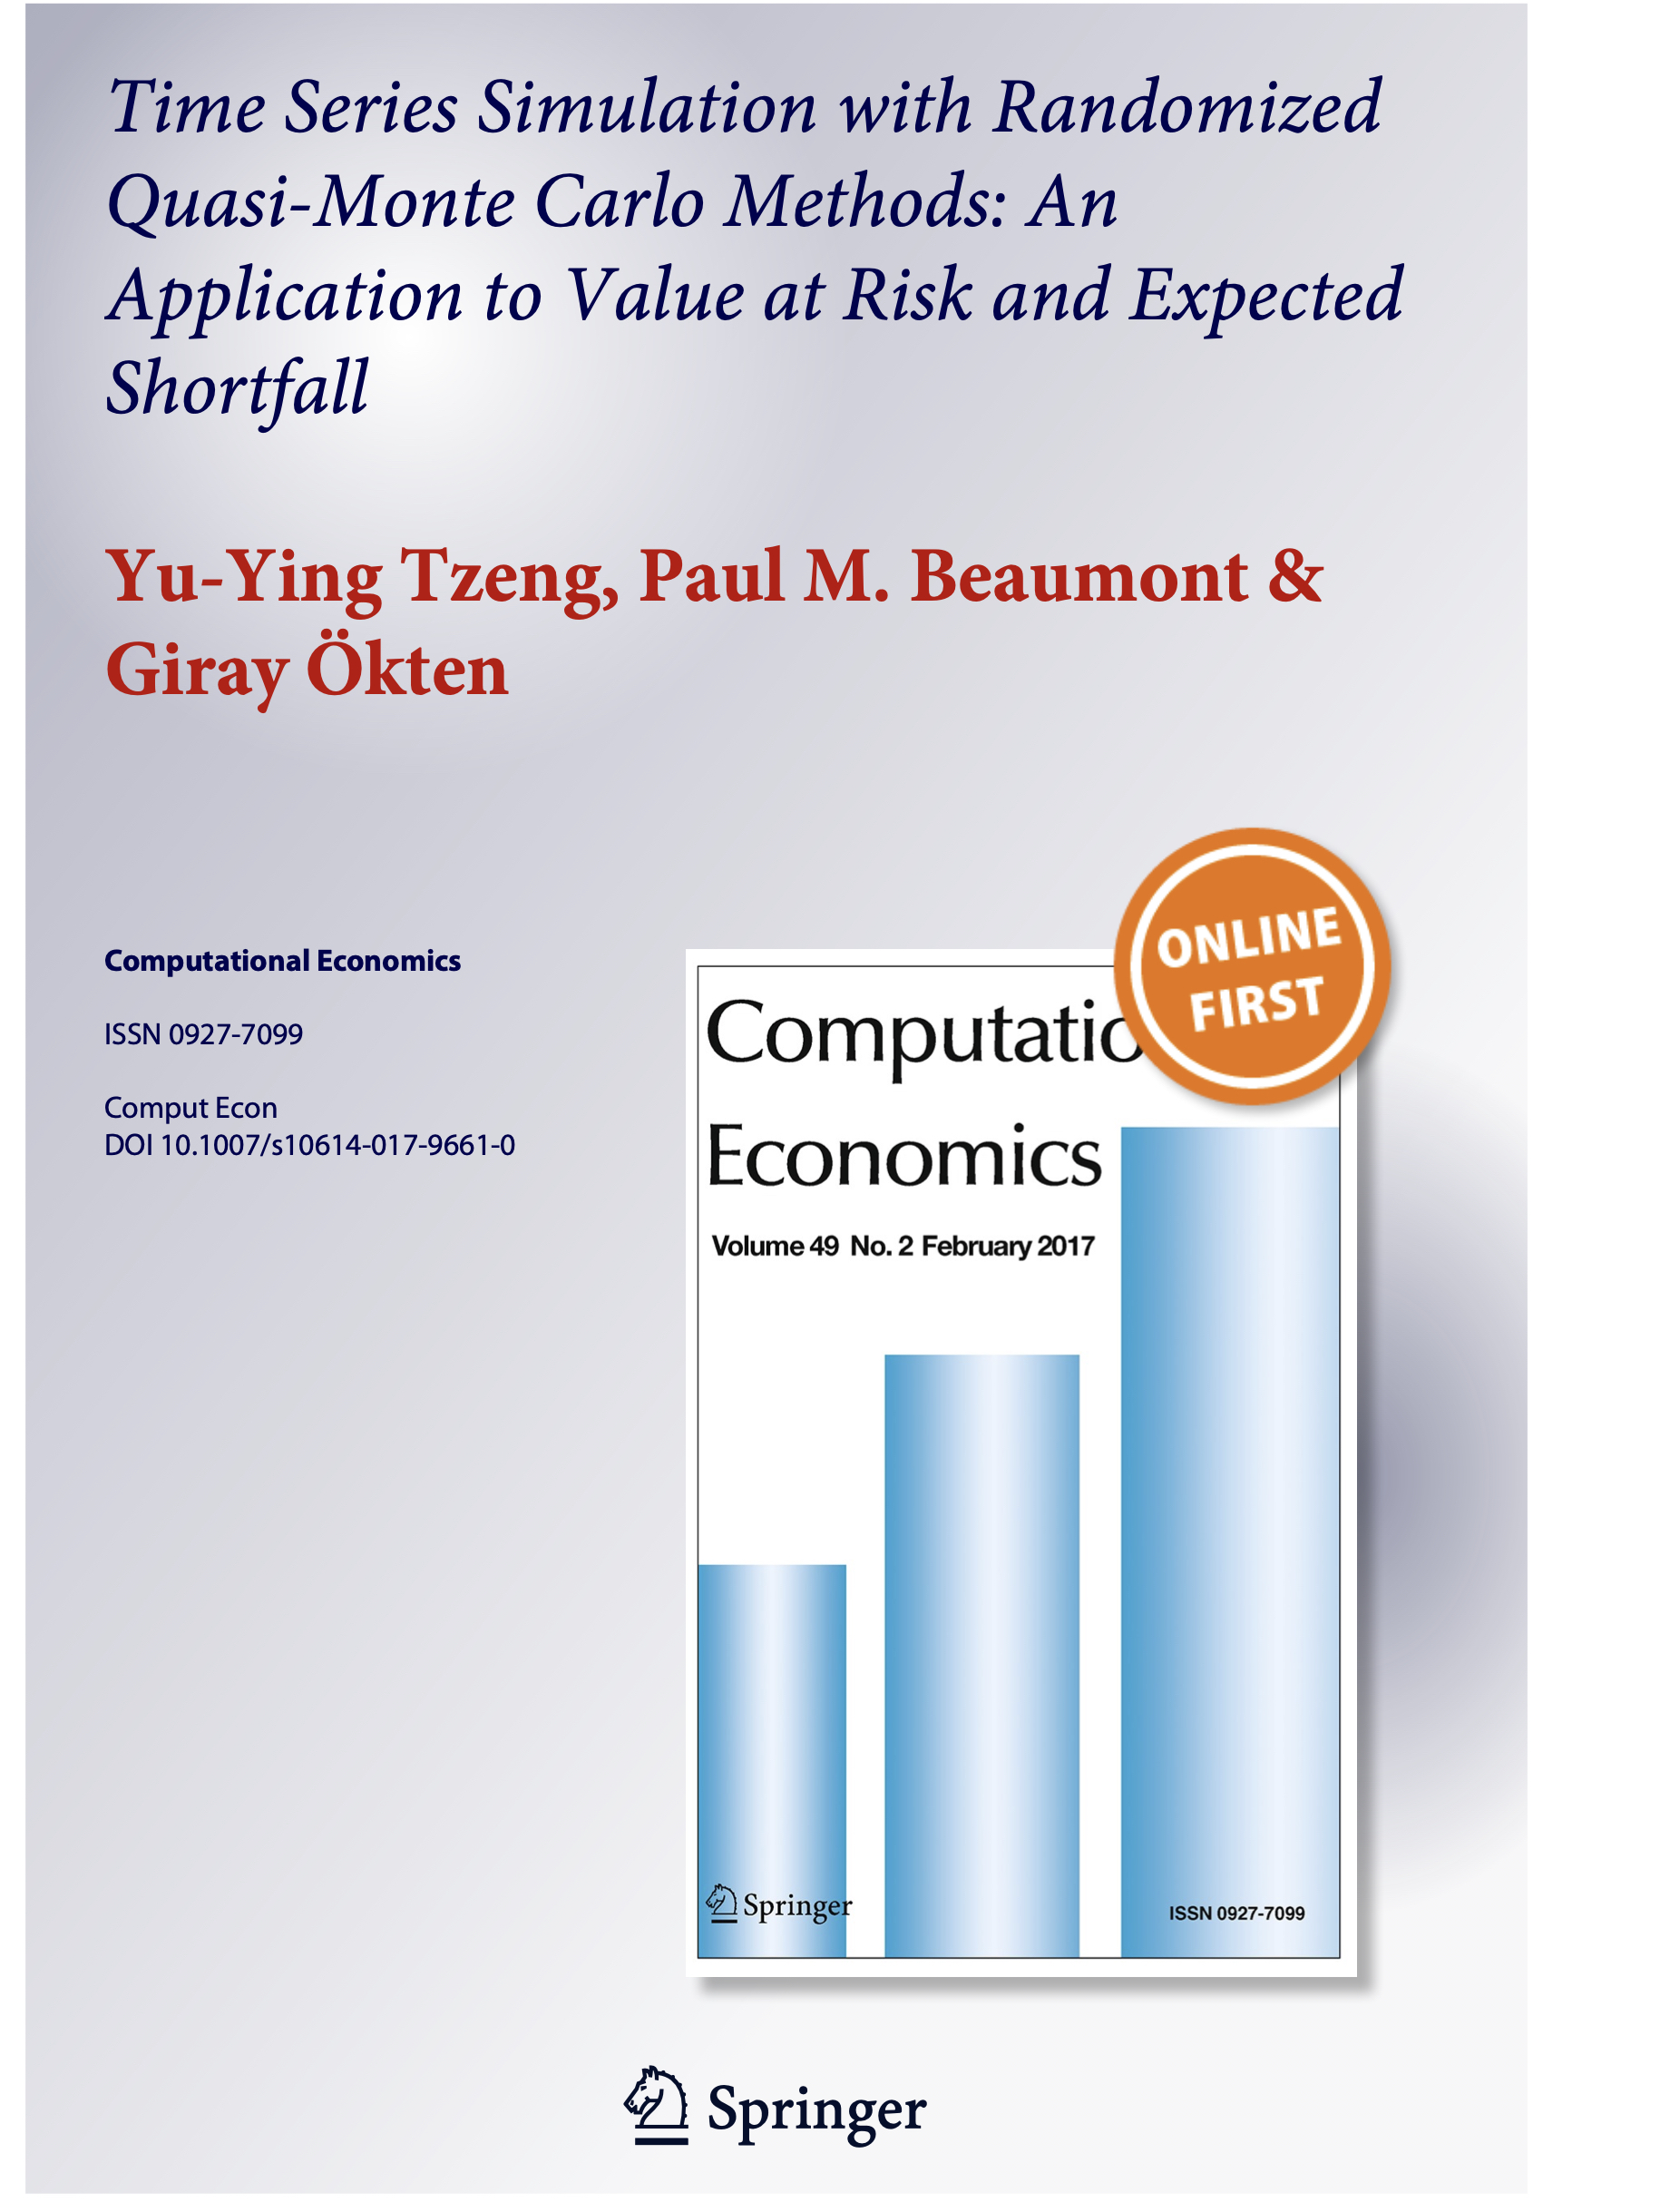 Time Series Simulation with Randomized
Quasi-Monte Carlo Methods: An
Application to Value at Risk and Expected
Shortfall
Yu-Ying Tzeng, Paul M. Beaumont &
Giray Ökten
Computational Economics
ISSN 0927-7099
Comput Econ
DOI 10.1007/s10614-017-9661-0
ONLINE
FIRST
Computatio
Economics
Volume 49 No. 2 February 2017
Springer
ISSN 0927-7099
Springer